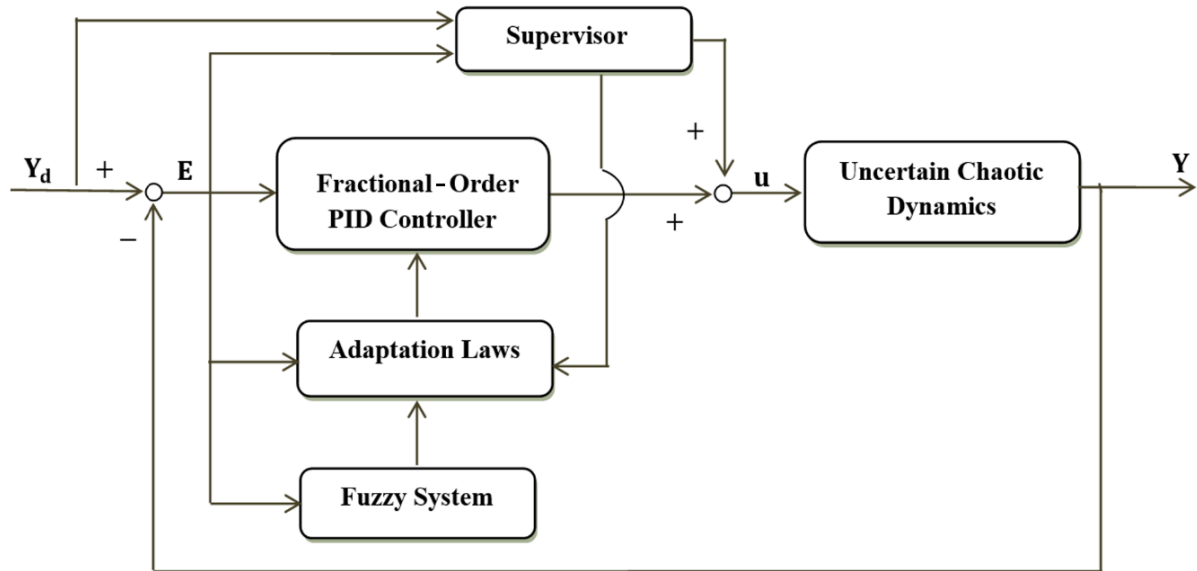 Supervisor
+
Y_d
+
E
Fractional-Order
PID Controller
+
u
Uncertain Chaotic
Dynamics
Y
−
Adaptation Laws
Fuzzy System